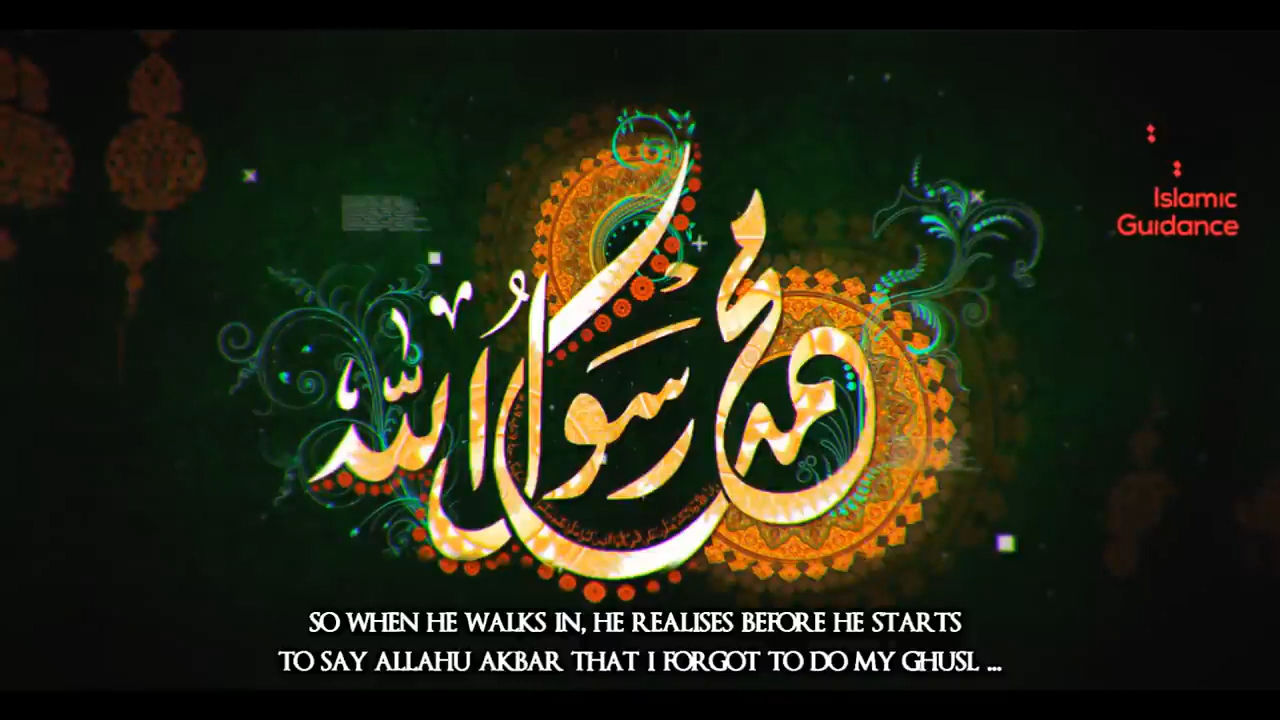 Islamic
Guidance
محمد رسول الله
SO WHEN HE WALKS IN, HE REALISES BEFORE HE STARTS
TO SAY ALLAHU AKBAR THAT I FORGOT TO DO MY GHUSL ...